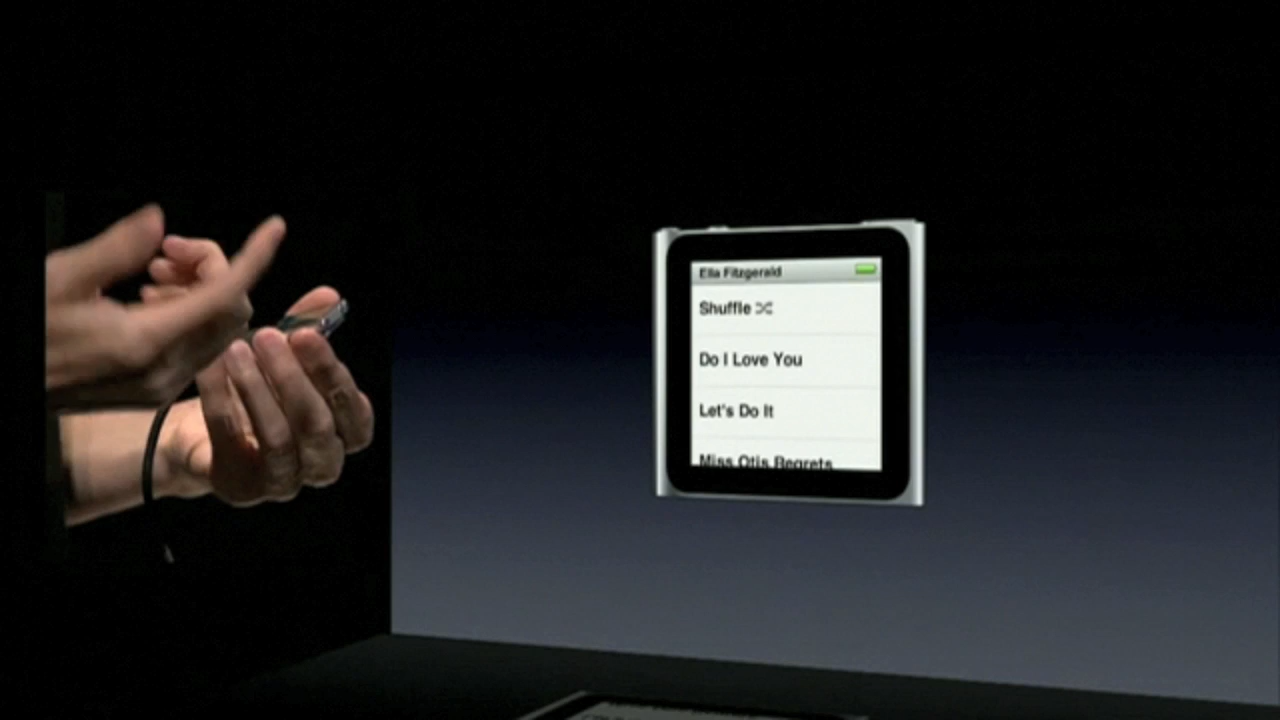 Ella Fitzgerald
Shuffle
Do I Love You
Let's Do It
Miss Otis Regrets